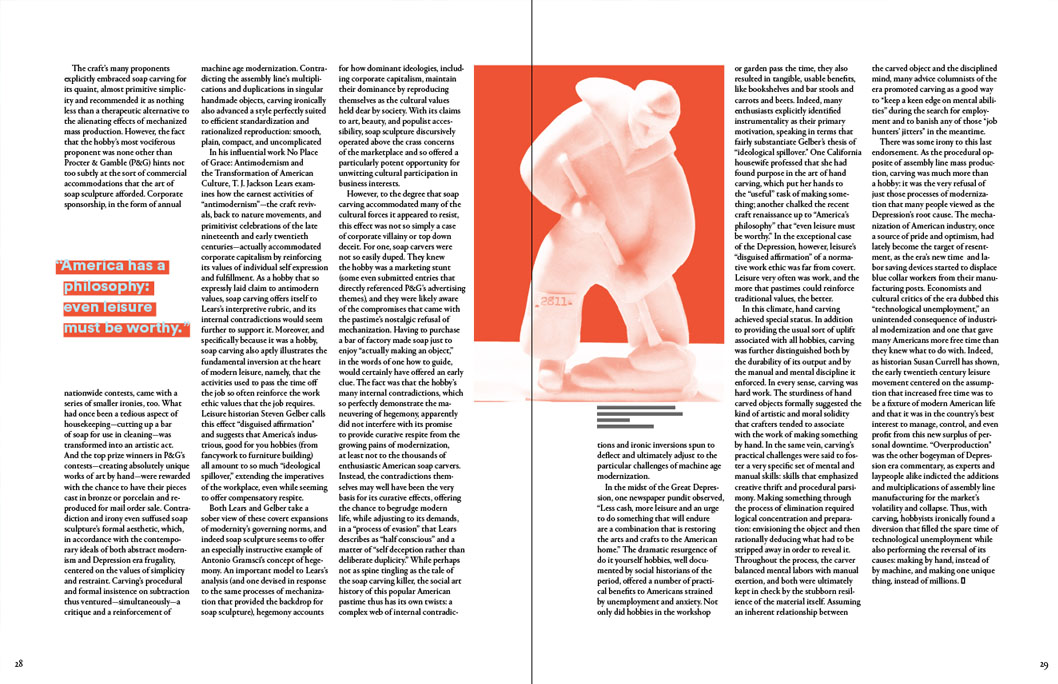 The craft's many proponents
explicitly embraced soap carving for
its quaint, almost primitive simplic-
ity and recommended it as nothing
less than a therapeutic alternative to
the alienating effects of mechanized
mass production. However, the fact
that the hobby's most vociferous
proponent was none other than
Procter & Gamble (P&G) hints not
too subtly at the sort of commercial
accommodations that the art of
soap sculpture afforded. Corporate
sponsorship, in the form of annual
"America has a
philosophy:
even leisure
must be worthy."
nationwide contests, came with a
series of smaller ironies, too. What
had once been a tedious aspect of
housekeeping—cutting up a bar
of soap for use in cleaning—was
transformed into an artistic act.
And the top prize winners in P&G's
contests—creating absolutely unique
works of art by hand—were rewarded
with the chance to have their pieces
cast in bronze or porcelain and re-
produced for mail order sale. Contra-
diction and irony even suffused soap
sculpture's formal aesthetic, which,
in accordance with the contempo-
rary ideals of both abstract modern-
ism and Depression era frugality,
centered on the values of simplicity
and restraint. Carving's procedural
and formal insistence on subtraction
thus ventured—simultaneously—a
critique and a reinforcement of
machine age modernization. Contra-
dicting the assembly line's multipli-
cations and duplications in singular
handmade objects, carving ironically
also advanced a style perfectly suited
to efficient standardization and
rationalized reproduction: smooth,
plain, compact, and uncomplicated
In his influential work No Place
of Grace: Antimodernism and
the Transformation of American
Culture, T. J. Jackson Lears exam-
ines how the earnest activities of
"antimodernism"—the craft reviv-
als, back to nature movements, and
primitivist celebrations of the late
nineteenth and early twentieth
centuries—actually accommodated
corporate capitalism by reinforcing
its values of individual self expression
and fulfillment. As a hobby that so
expressly laid claim to antimodern
values, soap carving offers itself to
Lears's interpretive rubric, and its
internal contradictions would seem
further to support it. Moreover, and
specifically because it was a hobby,
soap carving also aptly illustrates the
fundamental inversion at the heart
of modern leisure, namely, that the
activities used to pass the time off
the job so often reinforce the work
ethic values that the job requires.
Leisure historian Steven Gelber calls
this effect "disguised affirmation"
and suggests that America's indus-
trious, good for you hobbies (from
fancywork to furniture building)
all amount to so much "ideological
spillover," extending the imperatives
of the workplace, even while seeming
to offer compensatory respite.
Both Lears and Gelber take a
sober view of these covert expansions
of modernity's governing norms, and
indeed soap sculpture seems to offer
an especially instructive example of
Antonio Gramsci's concept of hege-
mony. An important model to Lears's
analysis (and one devised in response
to the same processes of mechaniza-
tion that provided the backdrop for
soap sculpture), hegemony accounts
for how dominant ideologies, includ-
ing corporate capitalism, maintain
their dominance by reproducing
themselves as the cultural values
held dear by society. With its claims
to art, beauty, and populist acces-
sibility, soap sculpture discursively
operated above the crass concerns
of the marketplace and so offered a
particularly potent opportunity for
unwitting cultural participation in
business interests.
However, to the degree that soap
carving accommodated many of the
cultural forces it appeared to resist,
this effect was not so simply a case
of corporate villainy or top down
deceit. For one, soap carvers were
not so easily duped. They knew
the hobby was a marketing stunt
(some even submitted entries that
directly referenced P&G's advertising
themes), and they were likely aware
of the compromises that came with
the pastime's nostalgic refusal of
mechanization. Having to purchase
a bar of factory made soap just to
enjoy "actually making an object,"
in the words of one how to guide,
would certainly have offered an early
clue. The fact was that the hobby's
many internal contradictions, which
so perfectly demonstrate the ma-
neuvering of hegemony, apparently
did not interfere with its promise
to provide curative respite from the
growing pains of modernization,
at least not to the thousands of
enthusiastic American soap carvers.
Instead, the contradictions them-
selves may well have been the very
basis for its curative effects, offering
the chance to begrudge modern
life, while adjusting to its demands,
in a "process of evasion" that Lears
describes as "half conscious" and a
matter of "self deception rather than
deliberate duplicity." While perhaps
not as spine tingling as the tale of
the soap carving killer, the social art
history of this popular American
pastime thus has its own twists: a
complex web of internal contradic-
2811.
tions and ironic inversions spun to
deflect and ultimately adjust to the
particular challenges of machine age
modernization.
In the midst of the Great Depres-
sion, one newspaper pundit observed,
"Less cash, more leisure and an urge
to do something that will endure
are a combination that is restoring
the arts and crafts to the American
home." The dramatic resurgence of
do it yourself hobbies, well docu-
mented by social historians of the
period, offered a number of practi-
cal benefits to Americans strained
by unemployment and anxiety. Not
only did hobbies in the workshop
or garden pass the time, they also
resulted in tangible, usable benefits,
like bookshelves and bar stools and
carrots and beets. Indeed, many
enthusiasts explicitly identified
instrumentality as their primary
motivation, speaking in terms that
fairly substantiate Gelber's thesis of
"ideological spillover." One California
housewife professed that she had
found purpose in the art of hand
carving, which put her hands to
the "useful" task of making some-
thing; another chalked the recent
craft renaissance up to "America's
philosophy" that "even leisure must
be worthy." In the exceptional case
of the Depression, however, leisure's
"disguised affirmation" of a norma-
tive work ethic was far from covert.
Leisure very often was work, and the
more that pastimes could reinforce
traditional values, the better.
In this climate, hand carving
achieved special status. In addition
to providing the usual sort of uplift
associated with all hobbies, carving
was further distinguished both by
the durability of its output and by
the manual and mental discipline it
enforced. In every sense, carving was
hard work. The sturdiness of hand
carved objects formally suggested the
kind of artistic and moral solidity
that crafters tended to associate
with the work of making something
by hand. In the same vein, carving's
practical challenges were said to fos-
ter a very specific set of mental and
manual skills: skills that emphasized
creative thrift and procedural parsi-
mony. Making something through
the process of elimination required
logical concentration and prepara-
tion: envisioning the object and then
rationally deducing what had to be
stripped away in order to reveal it.
Throughout the process, the carver
balanced mental labors with manual
exertion, and both were ultimately
kept in check by the stubborn resil-
ience of the material itself. Assuming
an inherent relationship between
the carved object and the disciplined
mind, many advice columnists of the
era promoted carving as a good way
to "keep a keen edge on mental abili-
ties" during the search for employ-
ment and to banish any of those "job
hunters' jitters" in the meantime.
There was some irony to this last
endorsement. As the procedural op-
posite of assembly line mass produc-
tion, carving was much more than
a hobby: it was the very refusal of
just those processes of moderniza-
tion that many people viewed as the
Depression's root cause. The mecha-
nization of American industry, once
a source of pride and optimism, had
lately become the target of resent-
ment, as the era's new time and la-
bor saving devices started to displace
blue collar workers from their manu-
facturing posts. Economists and
cultural critics of the era dubbed this
"technological unemployment," an
unintended consequence of industri-
al modernization and one that gave
many Americans more free time than
they knew what to do with. Indeed,
as historian Susan Currell has shown,
the early twentieth century leisure
movement centered on the assump-
tion that increased free time was to
be a fixture of modern American life
and that it was in the country's best
interest to manage, control, and even
profit from this new surplus of per-
sonal downtime. "Overproduction"
was the other bogeyman of Depres-
sion era commentary, as experts and
laypeople alike indicted the additions
and multiplications of assembly line
manufacturing for the market's
volatility and collapse. Thus, with
carving, hobbyists ironically found a
diversion that filled the spare time of
technological unemployment while
also performing the reversal of its
causes: making by hand, instead of
by machine, and making one unique
thing, instead of millions.
28
29